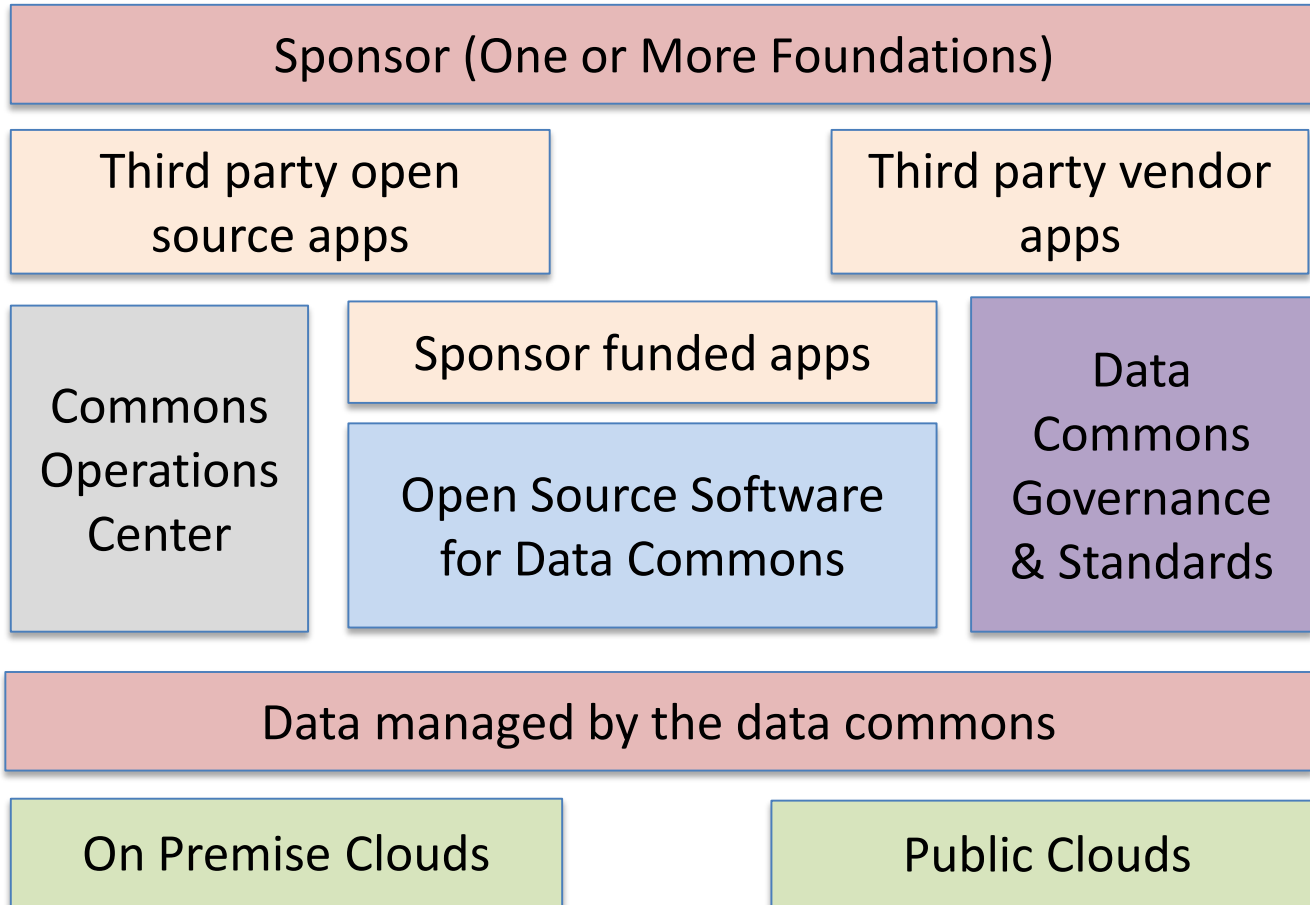 Sponsor (One or More Foundations)
Third party open
source apps
Third party vendor
apps
Commons
Operations
Center
Sponsor funded apps
Open Source Software
for Data Commons
Data
Commons
Governance
& Standards
Data managed by the data commons
On Premise Clouds
Public Clouds